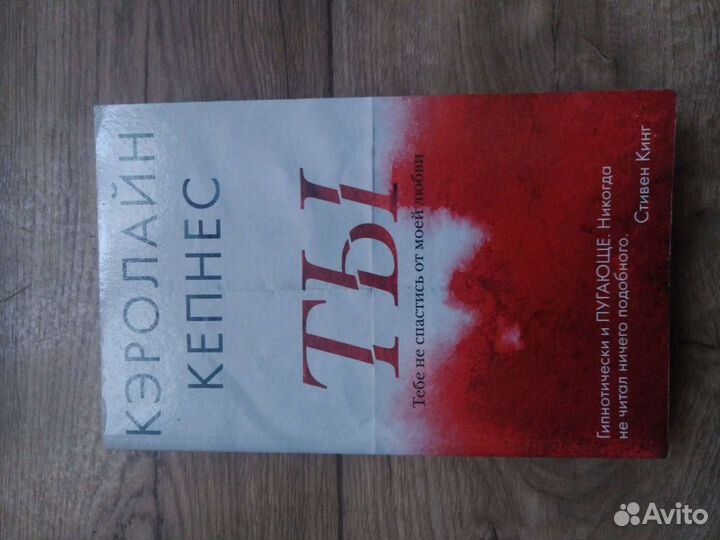 КЭРОЛАЙН
КЕПНЕС
ТЫ
Тебе не спастись от моей любви
Гипнотически и ПУГАЮЩЕ. Никогда
не читал ничего подобного.
Стивен Кинг
Avito